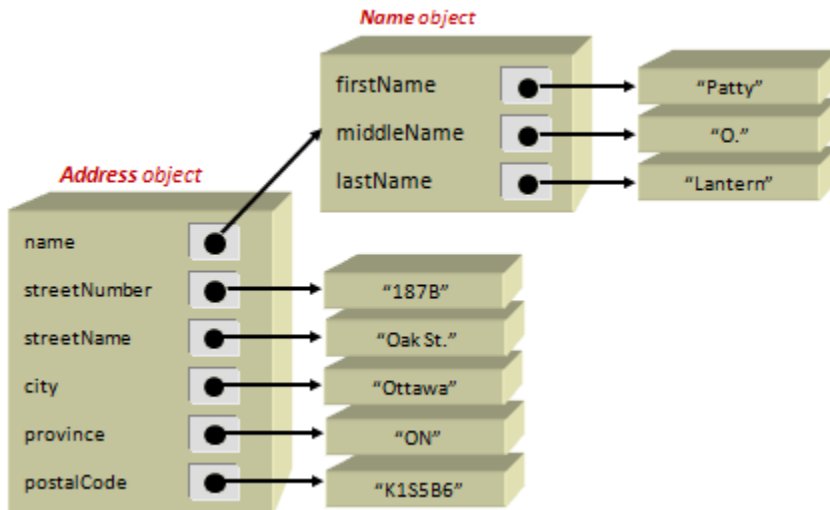 Name object
firstName
"Patty"
middleName
"O."
lastName
"Lantern"
Address object
name
streetNumber
"187B"
streetName
"Oak St."
city
"Ottawa"
province
"ON"
postalCode
"K1S5B6"